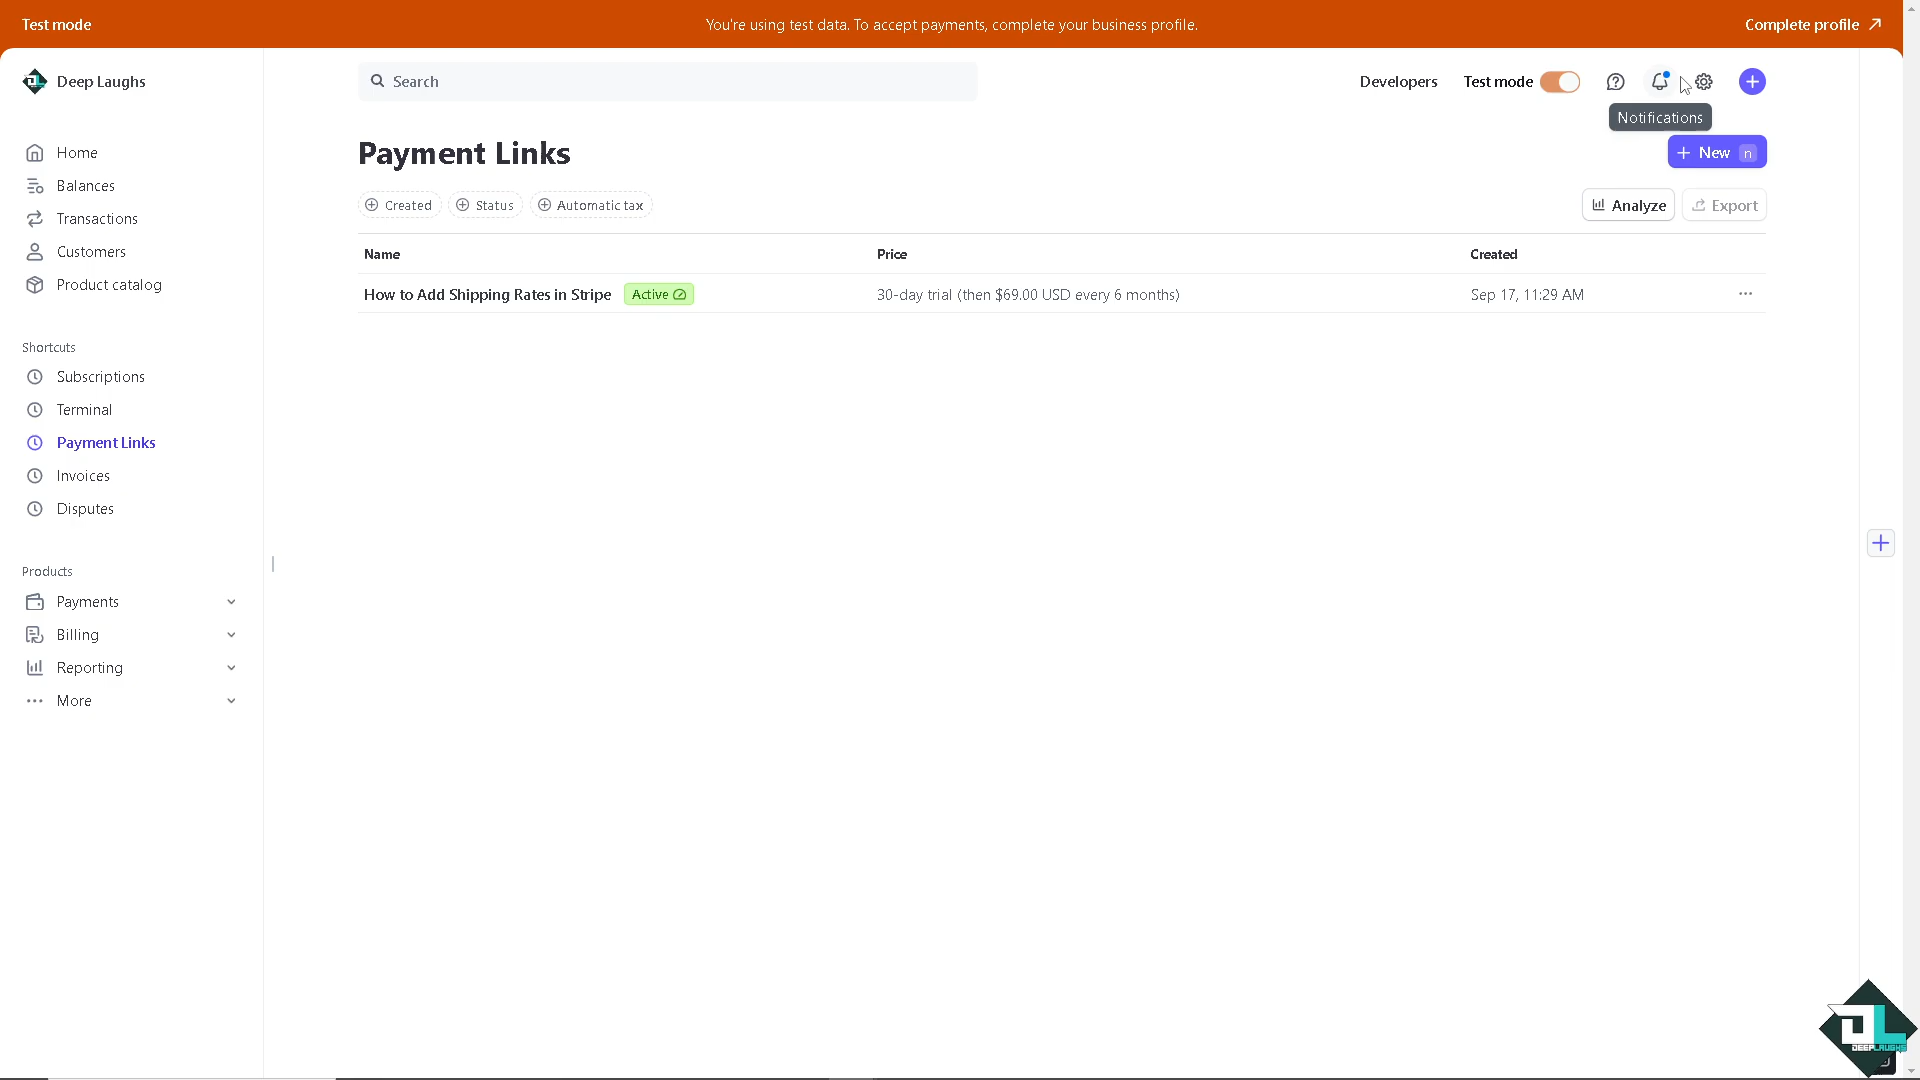 Test mode
You're using test data. To accept payments, complete your business profile.
Complete profile
Deep Laughs
Search
Developers
Test mode
Notifications
Home
Balances
Transactions
Customers
Product catalog
Shortcuts
Subscriptions
Terminal
Payment Links
Invoices
Disputes
Products
Payments
Billing
Reporting
More
Payment Links
New n
Created
Status
Automatic tax
Analyze
Export
Name Price Created
How to Add Shipping Rates in Stripe Active 30-day trial (then $69.00 USD every 6 months) Sep 17, 11:29 AM
DEEPLAUGHS